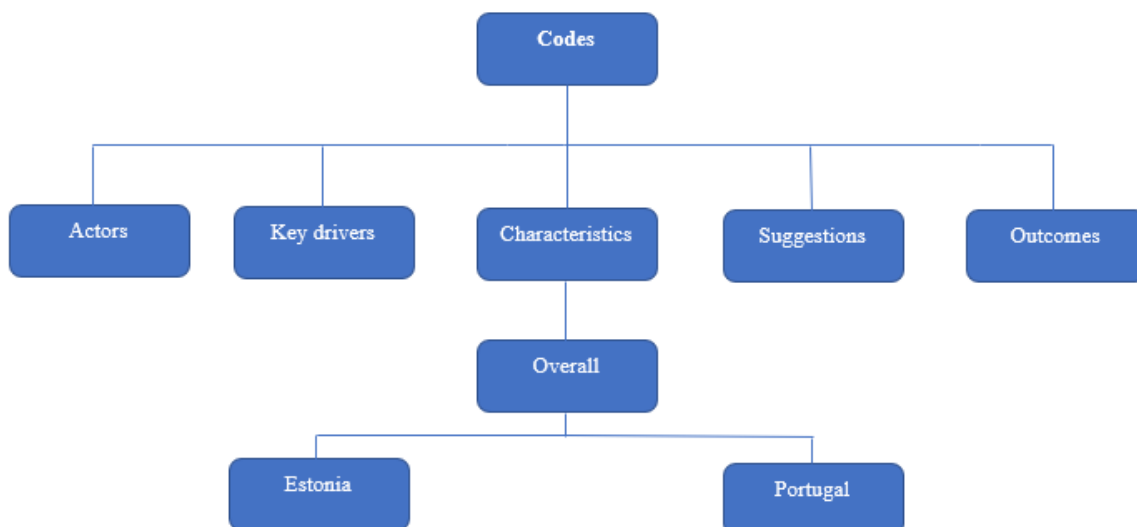 Codes
Actors
Key drivers
Characteristics
Suggestions
Outcomes
Overall
Estonia
Portugal